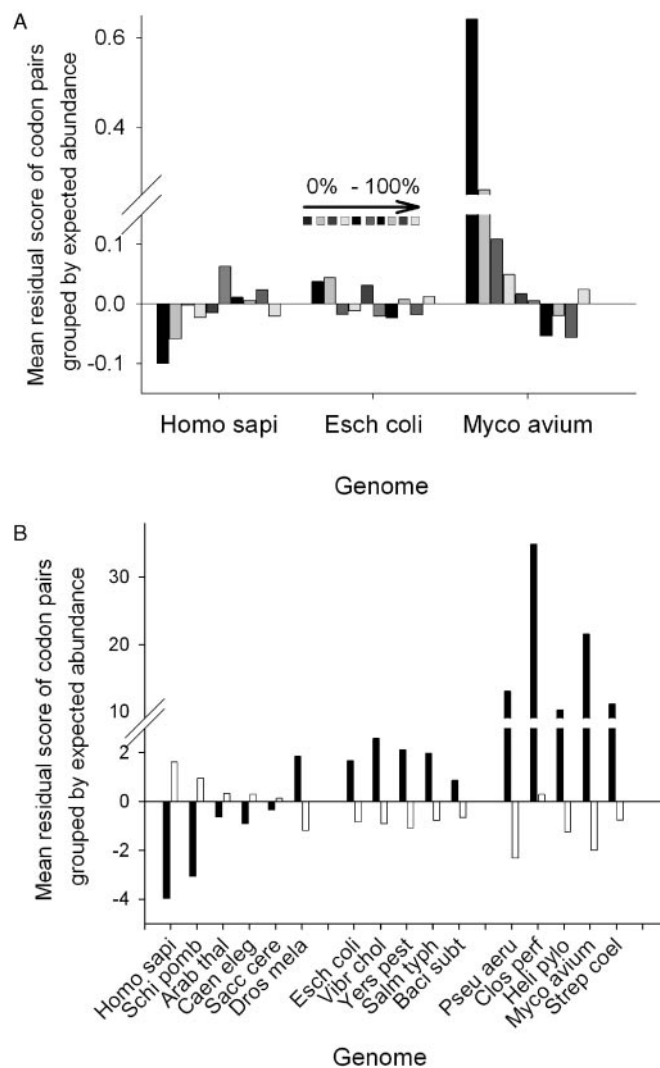 A
Mean residual score of codon pairs
grouped by expected abundance
0.6
0.4
0.1
0.0
-0.1
0% - 100%
Homo sapi
Esch coli
Myco avium
Genome
B
Mean residual score of codon pairs
grouped by expected abundance
30
20
10
2
0
-2
-4
Homo sapi
Schi pomb
Arab thal
Caen eleg
Sacc cere
Dros mela
Esch coli
Vibr chol
Yers pest
Salm typh
Bacl subt
Pseu aeru
Clos perf
Heli pylo
Myco avium
Strep coel
Genome